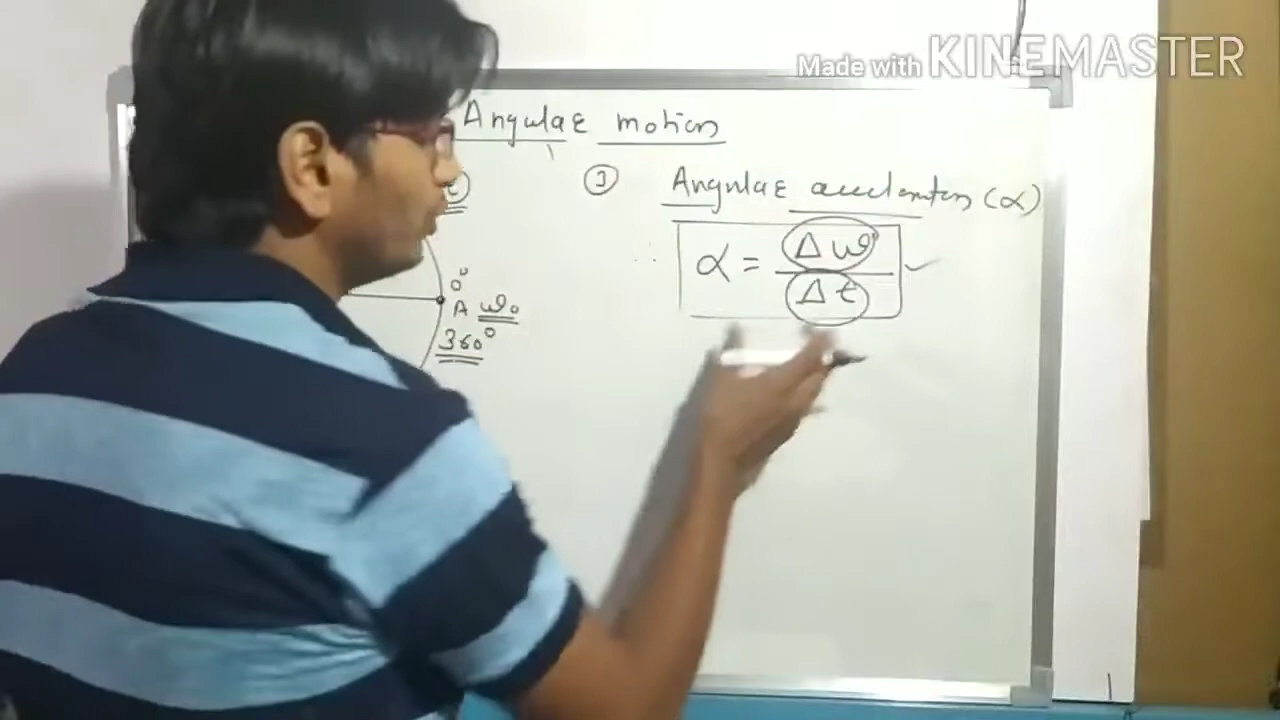 Made with KINEMASTER
Angular motion
t)
① Angular acceleration (α)
∴ α = Δω / Δt ✓
0°
A ω₀
360°